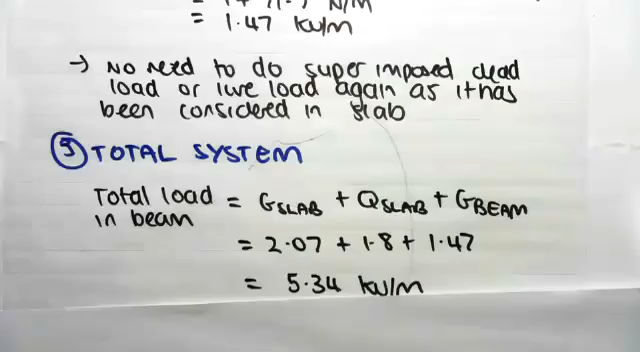 = 1.47 kN/m
→ No need to do super imposed dead
load or live load again as it has
been considered in slab
⑤ TOTAL SYSTEM
Total load = GSLAB + QSLAB + GBEAM
in beam
= 2.07 + 1.8 + 1.47
= 5.34 kN/m